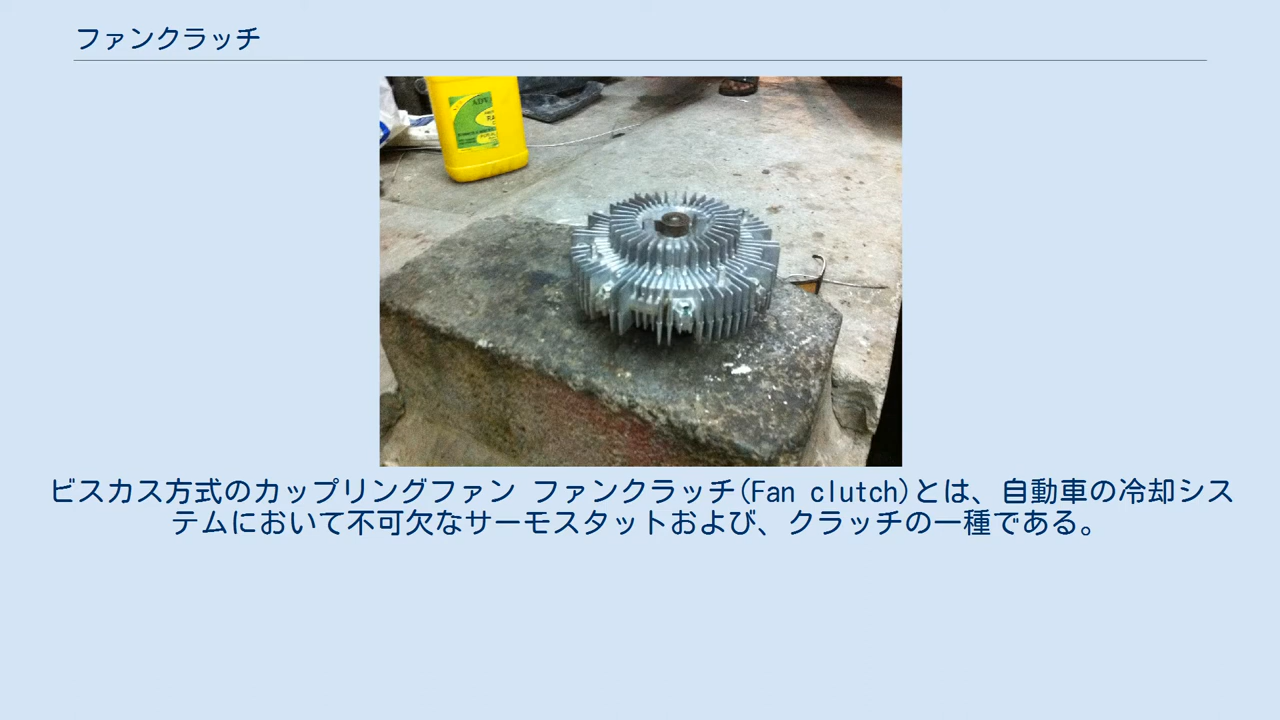 ファンクラッチ
ADV
ビスカス方式のカップリングファン ファンクラッチ(Fan clutch)とは、自動車の冷却シス
テムにおいて不可欠なサーモスタットおよび、クラッチの一種である。